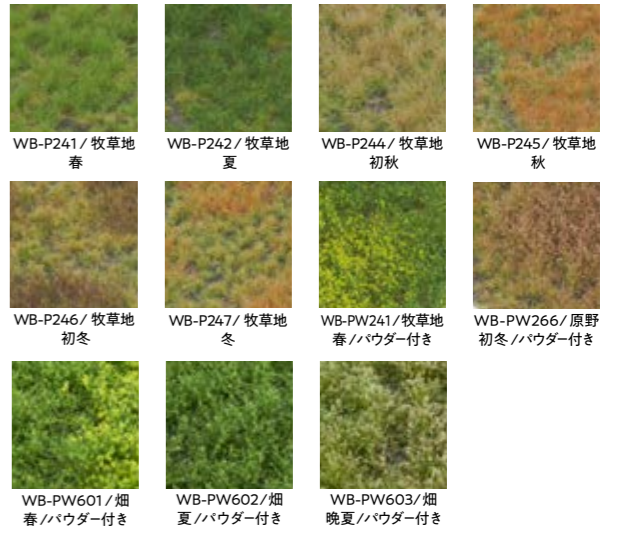 WB-P241/ 牧草地
春
WB-P242/ 牧草地
夏
WB-P244/ 牧草地
初秋
WB-P245/ 牧草地
秋
WB-P246/ 牧草地
初冬
WB-P247/ 牧草地
冬
WB-PW241/牧草地
春/パウダー付き
WB-PW266/原野
初冬/パウダー付き
WB-PW601/畑
春/パウダー付き
WB-PW602/畑
夏/パウダー付き
WB-PW603/畑
晩夏/パウダー付き